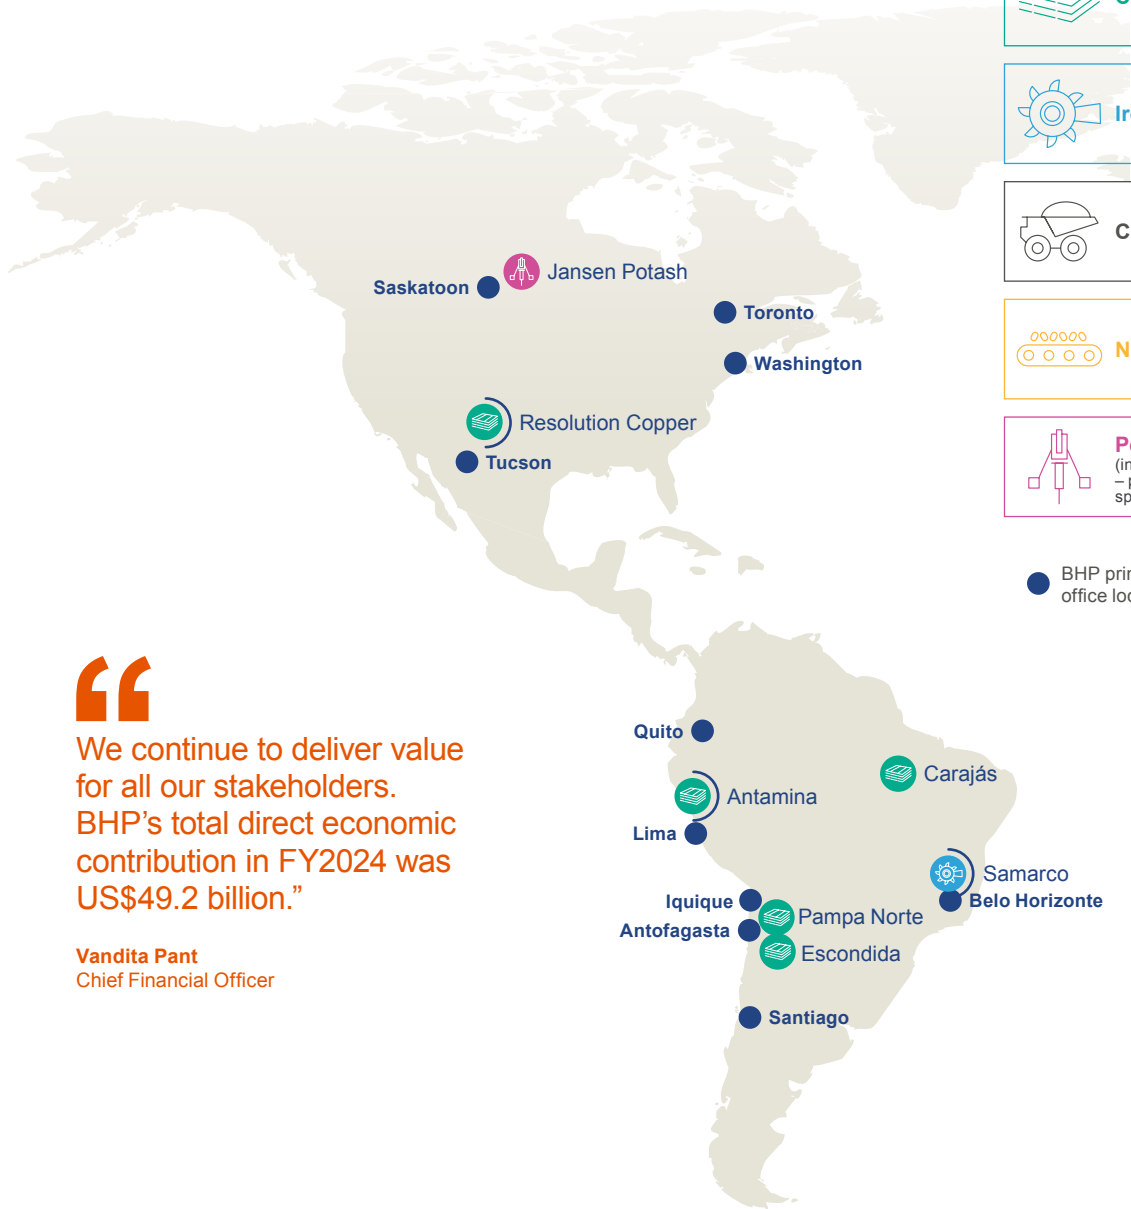 Jansen Potash
Saskatoon
Toronto
Washington
Resolution Copper
Tucson
BHP
office
“
We continue to deliver value
for all our stakeholders.
BHP’s total direct economic
contribution in FY2024 was
US$49.2 billion.”
Vandita Pant
Chief Financial Officer
Quito
Carajás
Antamina
Lima
Samarco
Iquique
Belo Horizonte
Pampa Norte
Antofagasta
Escondida
Santiago